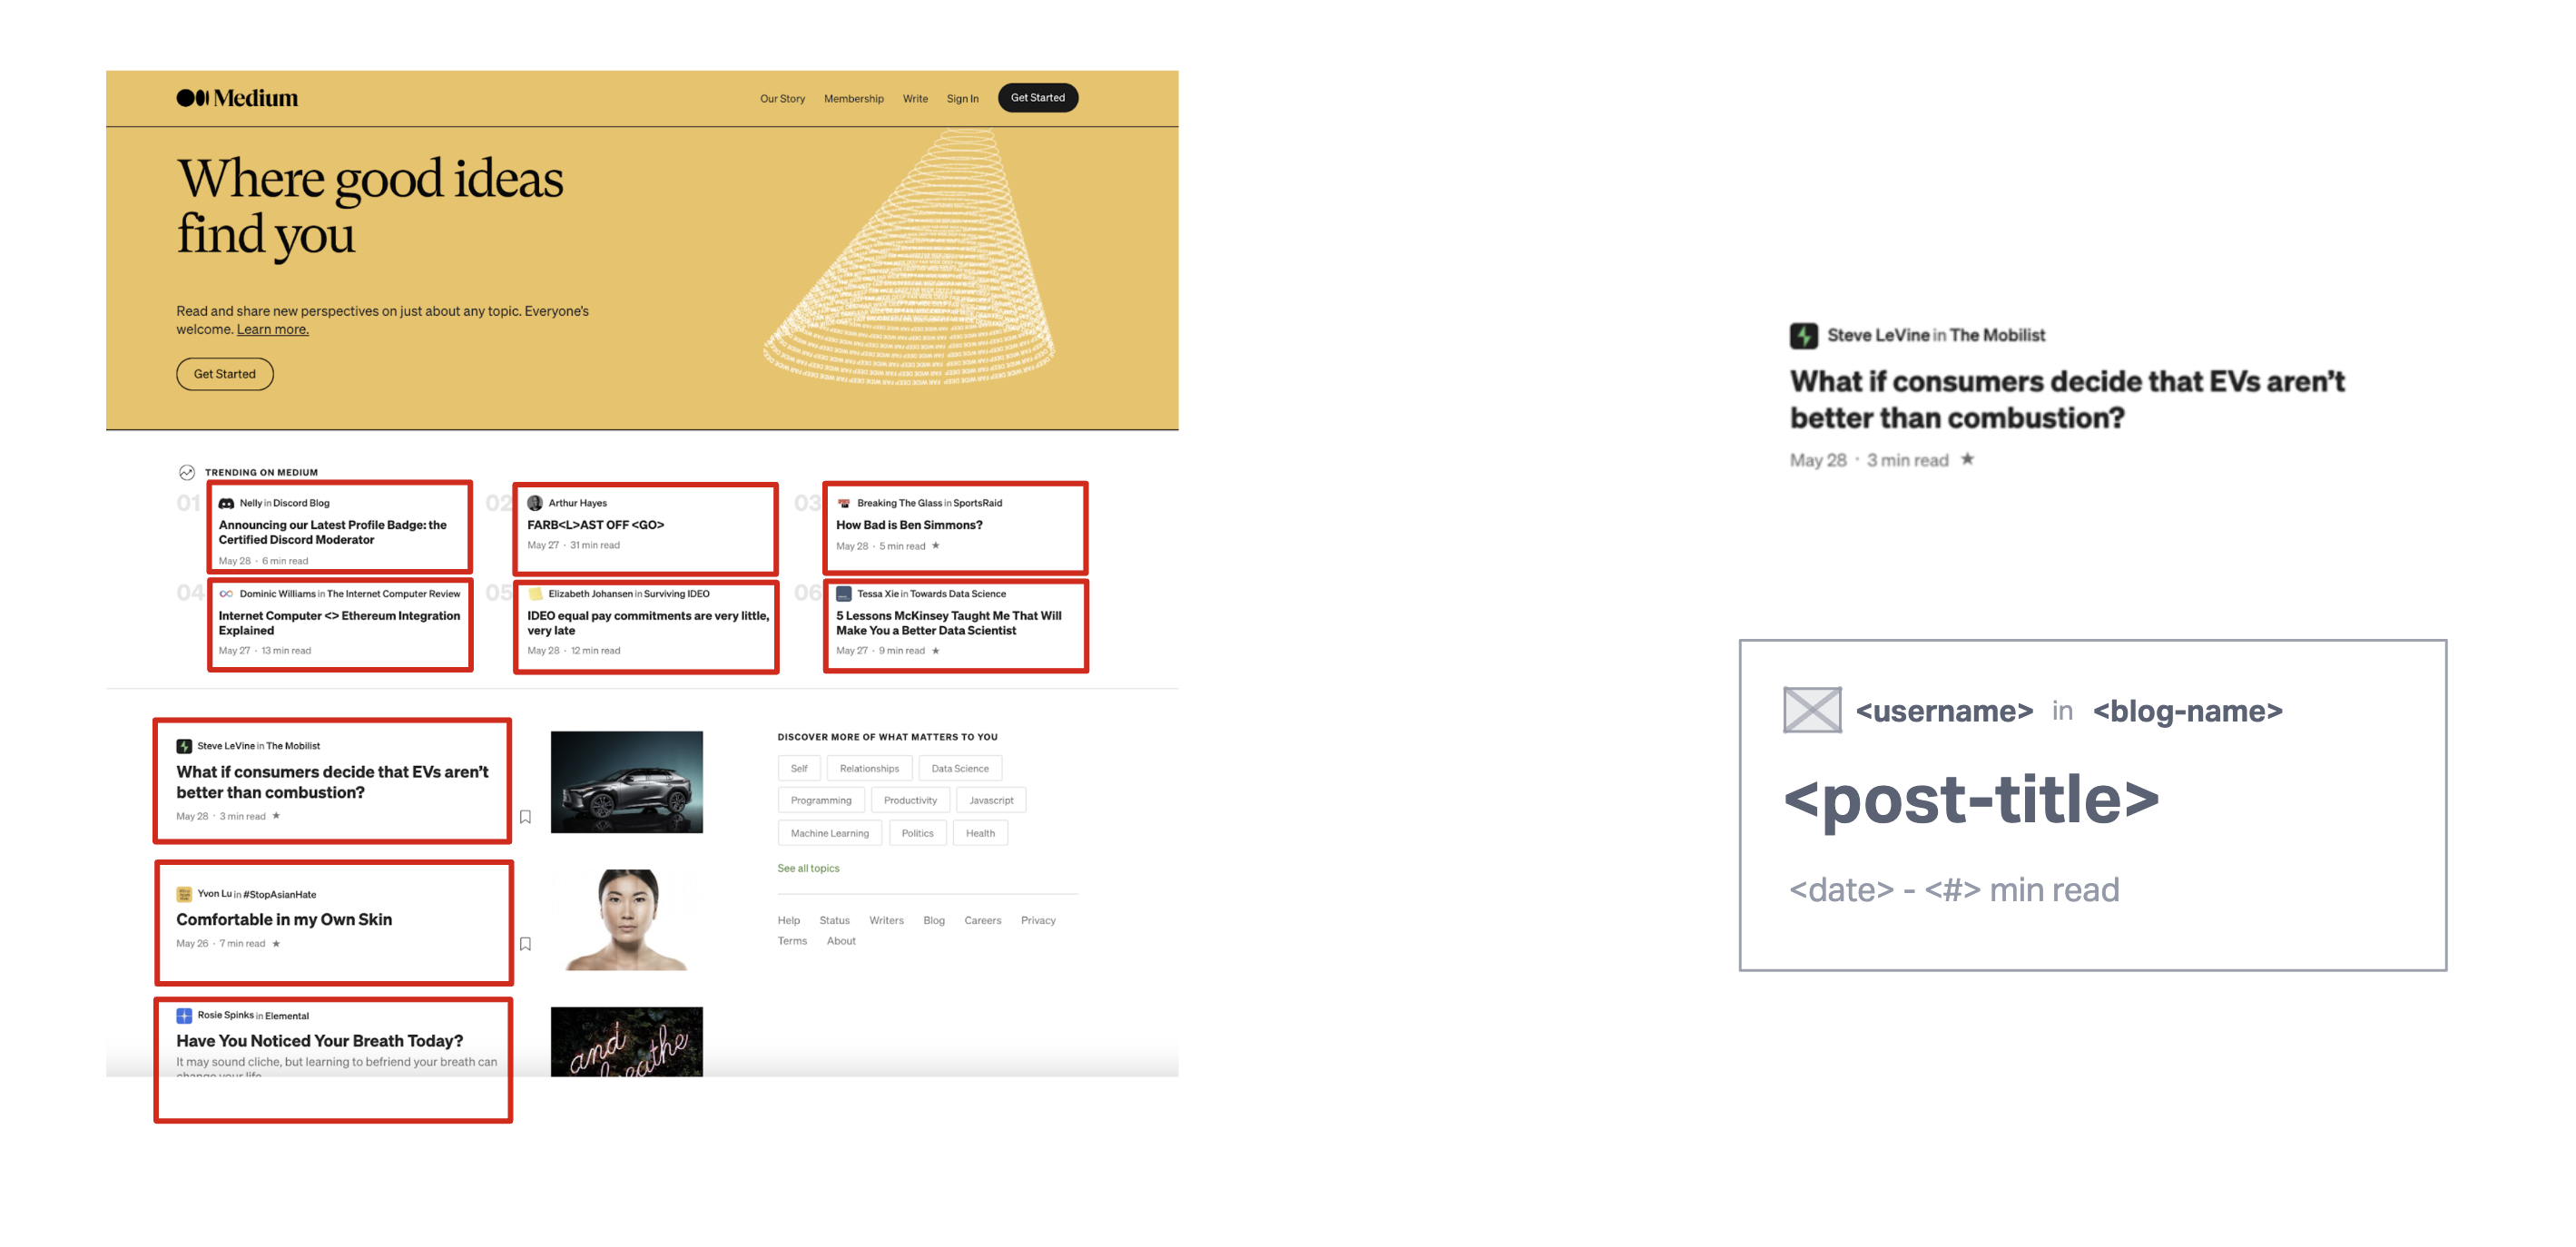 Medium
Our Story Membership Write Sign In Get Started
Where good ideas
find you
Read and share new perspectives on just about any topic. Everyone's
welcome. Learn more.
Get Started
TRENDING ON MEDIUM
01
Nelly in Discord Blog
Announcing our Latest Profile Badge: the
Certified Discord Moderator
May 28 · 6 min read
02
Arthur Hayes
FARB<L>AST OFF <GO>
May 27 · 31 min read
03
Breaking The Glass in SportsRaid
How Bad is Ben Simmons?
May 28 · 5 min read ★
04
Dominic Williams in The Internet Computer Review
Internet Computer <> Ethereum Integration
Explained
May 27 · 13 min read
05
Elizabeth Johansen in Surviving IDEO
IDEO equal pay commitments are very little,
very late
May 28 · 12 min read
06
Tessa Xie in Towards Data Science
5 Lessons McKinsey Taught Me That Will
Make You a Better Data Scientist
May 27 · 9 min read ★
Steve LeVine in The Mobilist
What if consumers decide that EVs aren't
better than combustion?
May 28 · 3 min read ★
Yvon Lu in #StopAsianHate
Comfortable in my Own Skin
May 26 · 7 min read ★
Rosie Spinks in Elemental
Have You Noticed Your Breath Today?
It may sound cliche, but learning to befriend your breath can
change your life
and
breathe
DISCOVER MORE OF WHAT MATTERS TO YOU
Self Relationships Data Science
Programming Productivity Javascript
Machine Learning Politics Health
See all topics
Help Status Writers Blog Careers Privacy
Terms About
Steve LeVine in The Mobilist
What if consumers decide that EVs aren't
better than combustion?
May 28 · 3 min read ★
<username> in <blog-name>
<post-title>
<date> - <#> min read